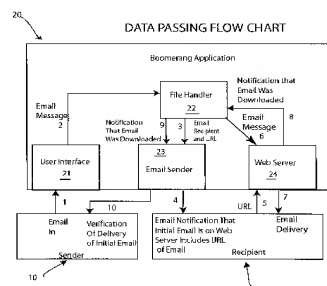 20
DATA PASSING FLOW CHART
Boomerang Application
Notification that
Email Was
Downloaded
File Handler
22
Email
Message
2
Notification
That Email
Was Downloaded
9
3
Email
Recipient
and URL
Email
Message
6
8
User Interface
21
23
Email Sender
Web Server
24
1
10
4
URL
5
7
Email
In
Verification
Of Delivery
of Initial Email
Sender
Email Notification That
Initial Email Is on Web
Server Includes URL
of Email
Email
Delivery
Recipient
10